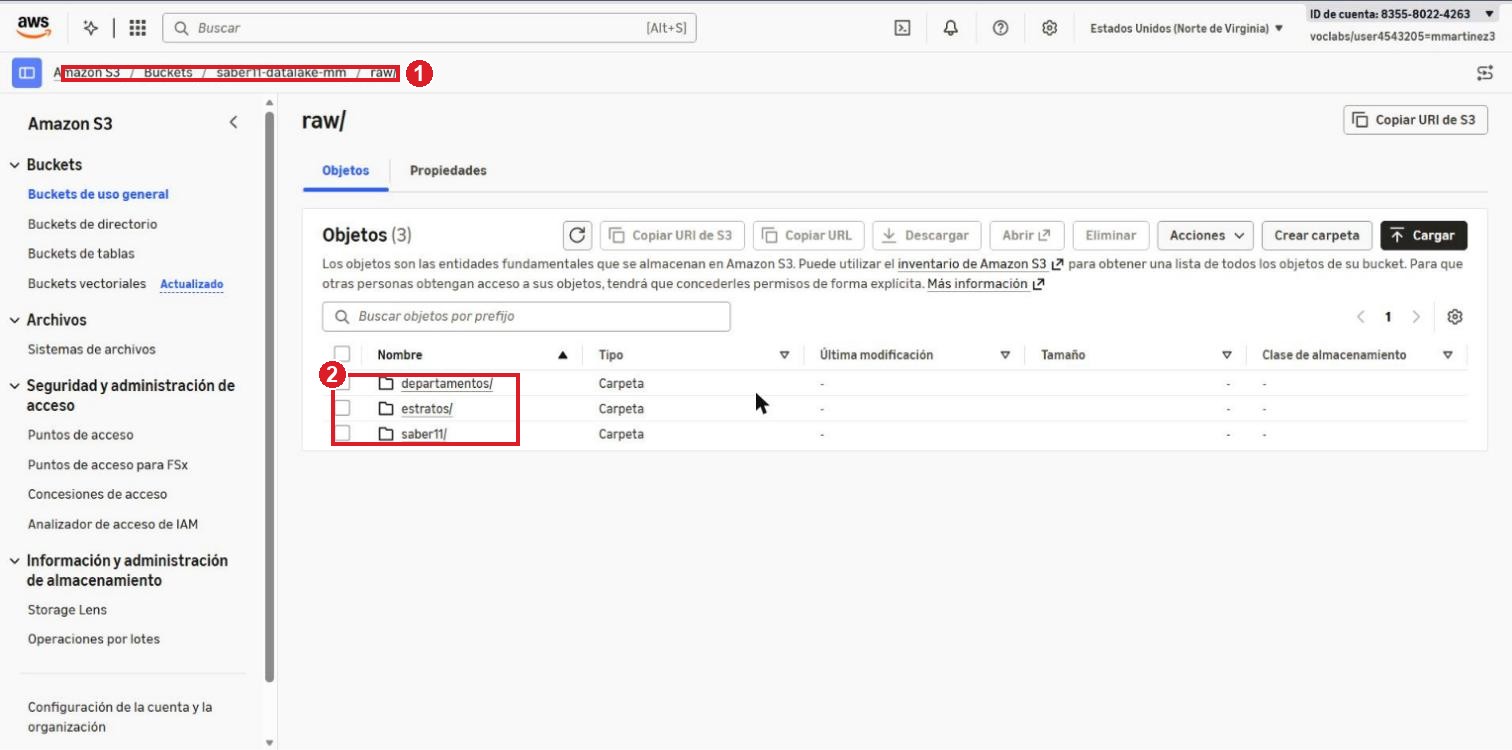 aws
Buscar [Alt+S]
Estados Unidos (Norte de Virginia) ▼
ID de cuenta: 8355-8022-4263 ▼
voclabs/user4543205=mmartinez3
Amazon S3 / Buckets / saber11-datalake-mm / raw/
1
Amazon S3
Buckets
Buckets de uso general
Buckets de directorio
Buckets de tablas
Buckets vectoriales Actualizado
Archivos
Sistemas de archivos
Seguridad y administración de
acceso
Puntos de acceso
Puntos de acceso para FSx
Concesiones de acceso
Analizador de acceso de IAM
Información y administración
de almacenamiento
Storage Lens
Operaciones por lotes
Configuración de la cuenta y la
organización
raw/
Copiar URI de S3
Objetos Propiedades
Objetos (3)
Copiar URI de S3 Copiar URL Descargar Abrir Eliminar Acciones Crear carpeta Cargar
Los objetos son las entidades fundamentales que se almacenan en Amazon S3. Puede utilizar el inventario de Amazon S3 para obtener una lista de todos los objetos de su bucket. Para que
otras personas obtengan acceso a sus objetos, tendrá que concederles permisos de forma explícita. Más información
Buscar objetos por prefijo
1
Nombre Tipo Última modificación Tamaño Clase de almacenamiento
2
departamentos/ Carpeta - - -
estratos/ Carpeta - - -
saber11/ Carpeta - - -